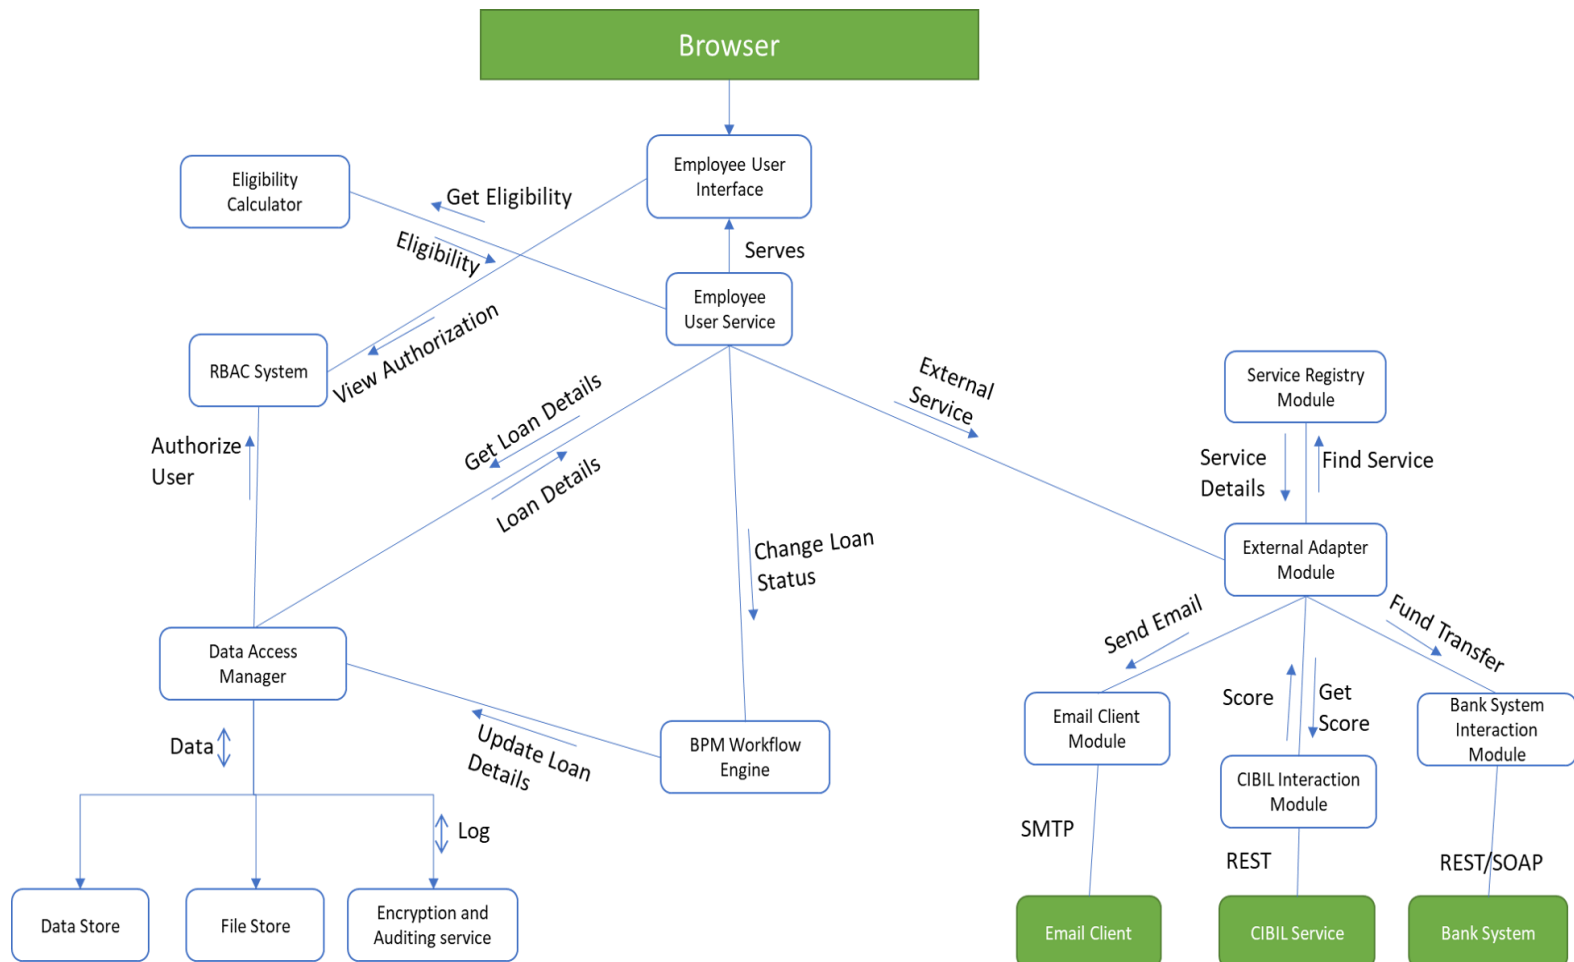 Browser
Employee User
Interface
Eligibility
Calculator
Get Eligibility
Eligibility
Serves
Employee
User Service
View Authorization
RBAC System
External
Service
Service Registry
Module
Get Loan Details
Loan Details
Authorize
User
Service
Details
Find Service
Change Loan
Status
External Adapter
Module
Send Email
Fund Transfer
Data Access
Manager
Data
Update Loan
Details
BPM Workflow
Engine
Email Client
Module
Score
Get
Score
Bank System
Interaction
Module
CIBIL Interaction
Module
Log
SMTP
REST
REST/SOAP
Data Store
File Store
Encryption and
Auditing service
Email Client
CIBIL Service
Bank System